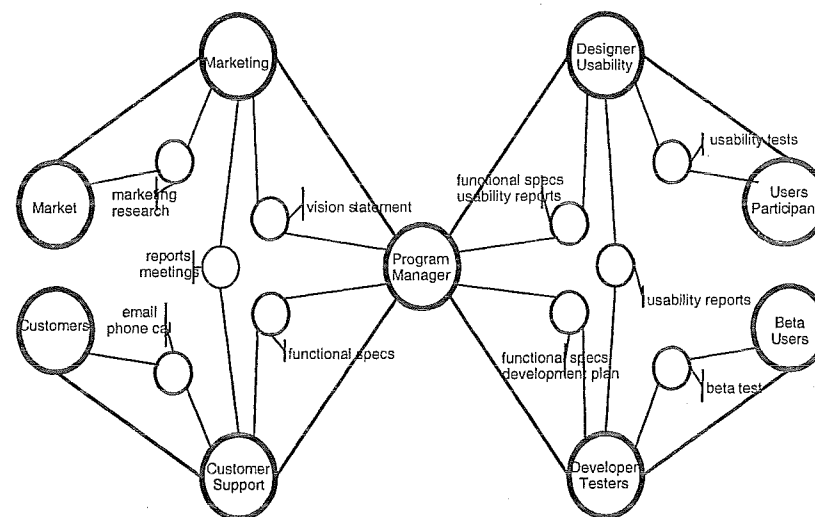 Marketing
Designer
Usability
usability tests
marketing
research
Market
vision statement
functional specs
usability reports
Users
Participan
reports
meetings
Program
Manager
usability reports
email
phone cal
Customers
functional specs
functional specs
development plan
Beta
Users
beta test
Customer
Support
Developer
Testers